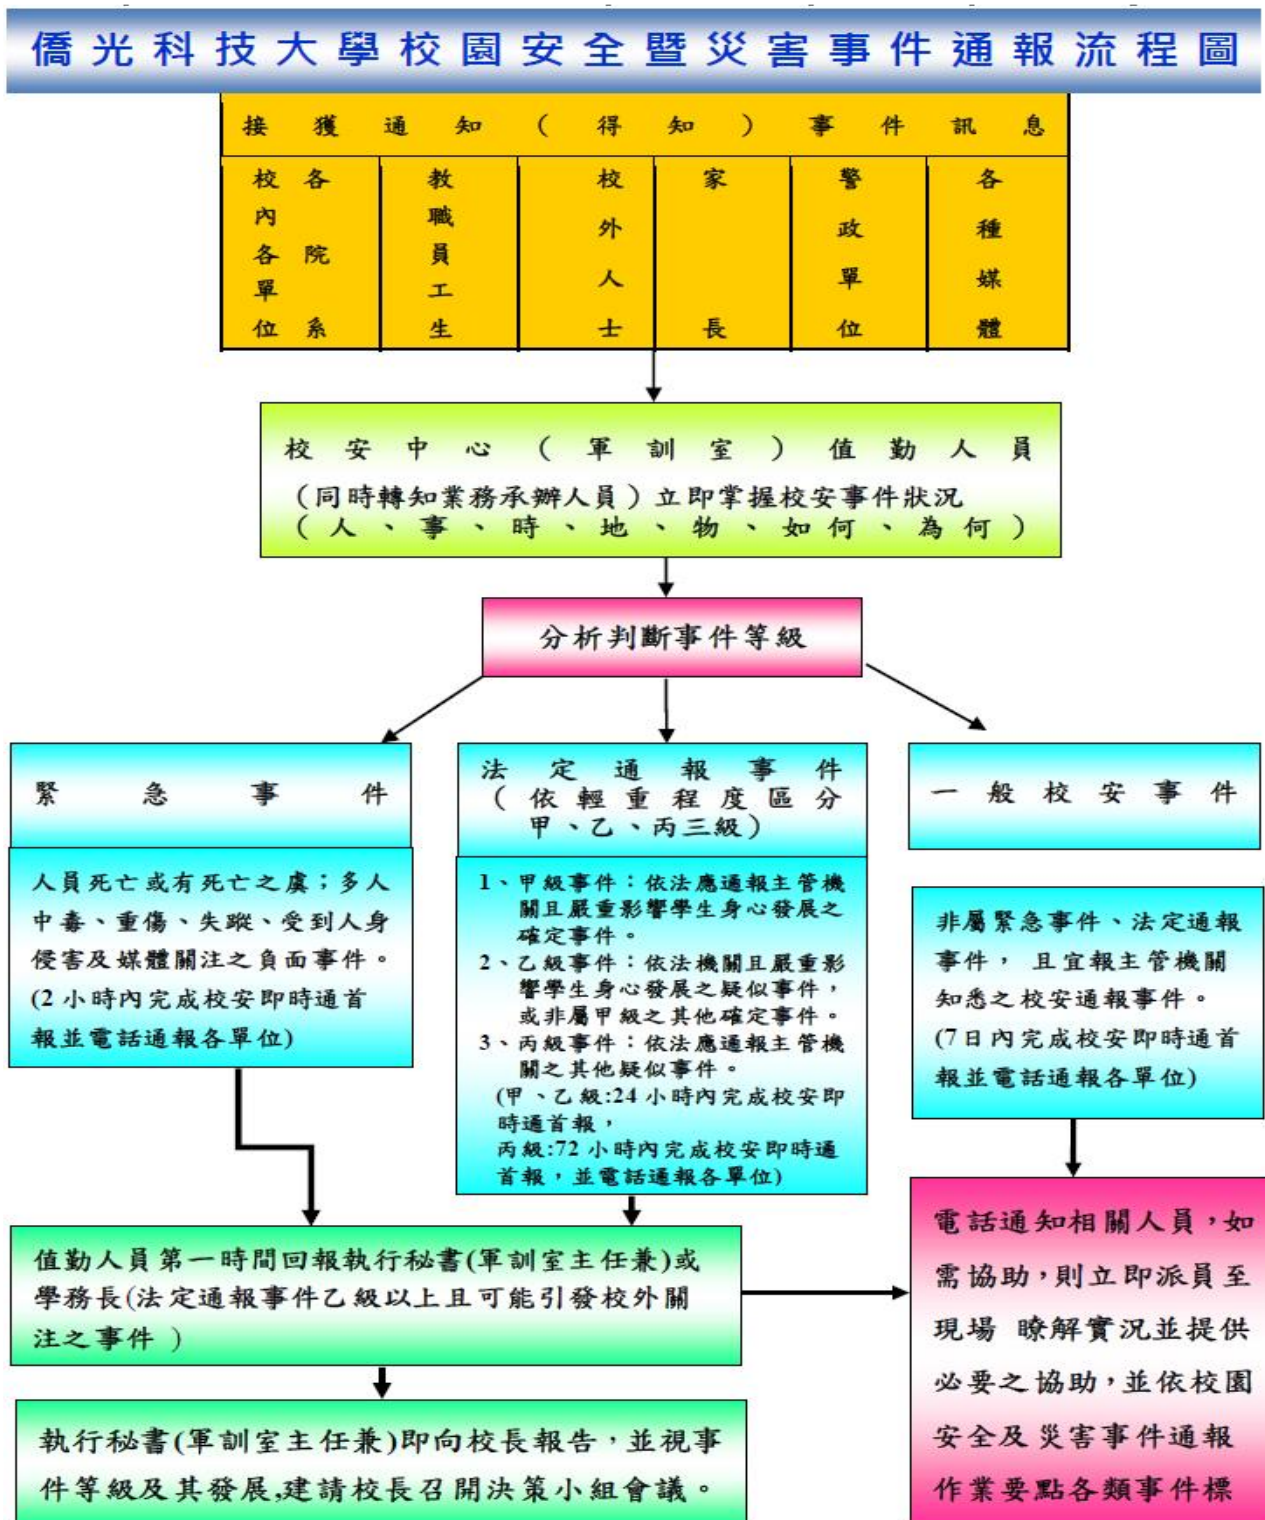 僑光科技大學校園安全暨災害事件通報流程圖
接獲通知(得知)事件訊息
校內各單位
各院系
教職員工生
校外人士
家長
警政單位
各種媒體
校安中心(軍訓室)值勤人員
(同時轉知業務承辦人員)立即掌握校安事件狀況
(人、事、時、地、物、如何、為何)
分析判斷事件等級
緊急事件
人員死亡或有死亡之虞;多人
中毒、重傷、失蹤、受到人身
侵害及媒體關注之負面事件。
(2 小時內完成校安即時通首
報並電話通報各單位)
法定通報事件
(依輕重程度區分
甲、乙、丙三級)
1、甲級事件:依法應通報主管機
關且嚴重影響學生身心發展之
確定事件。
2、乙級事件:依法機關且嚴重影
響學生身心發展之疑似事件,
或非屬甲級之其他確定事件。
3、丙級事件:依法應通報主管機
關之其他疑似事件。
(甲、乙級:24 小時內完成校安即
時通首報,
丙級:72 小時內完成校安即時通
首報,並電話通報各單位)
一般校安事件
非屬緊急事件、法定通報
事件, 且宜報主管機關
知悉之校安通報事件。
(7日內完成校安即時通首
報並電話通報各單位)
值勤人員第一時間回報執行秘書(軍訓室主任兼)或
學務長(法定通報事件乙級以上且可能引發校外關
注之事件 )
執行秘書(軍訓室主任兼)即向校長報告,並視事
件等級及其發展,建請校長召開決策小組會議。
電話通知相關人員,如
需協助,則立即派員至
現場 瞭解實況並提供
必要之協助,並依校園
安全及災害事件通報
作業要點各類事件標